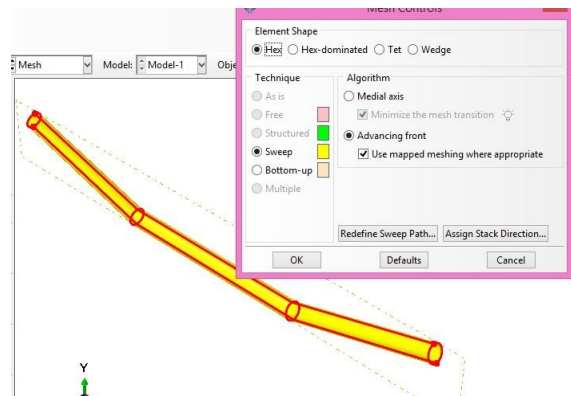 Mesh Controls
Element Shape
Hex Hex-dominated Tet Wedge
Mesh Model: Model-1 Obje
Technique
As is
Free
Structured
Sweep
Bottom-up
Multiple
Algorithm
Medial axis
Minimize the mesh transition
Advancing front
Use mapped meshing where appropriate
Redefine Sweep Path... Assign Stack Direction...
OK Defaults Cancel
Y